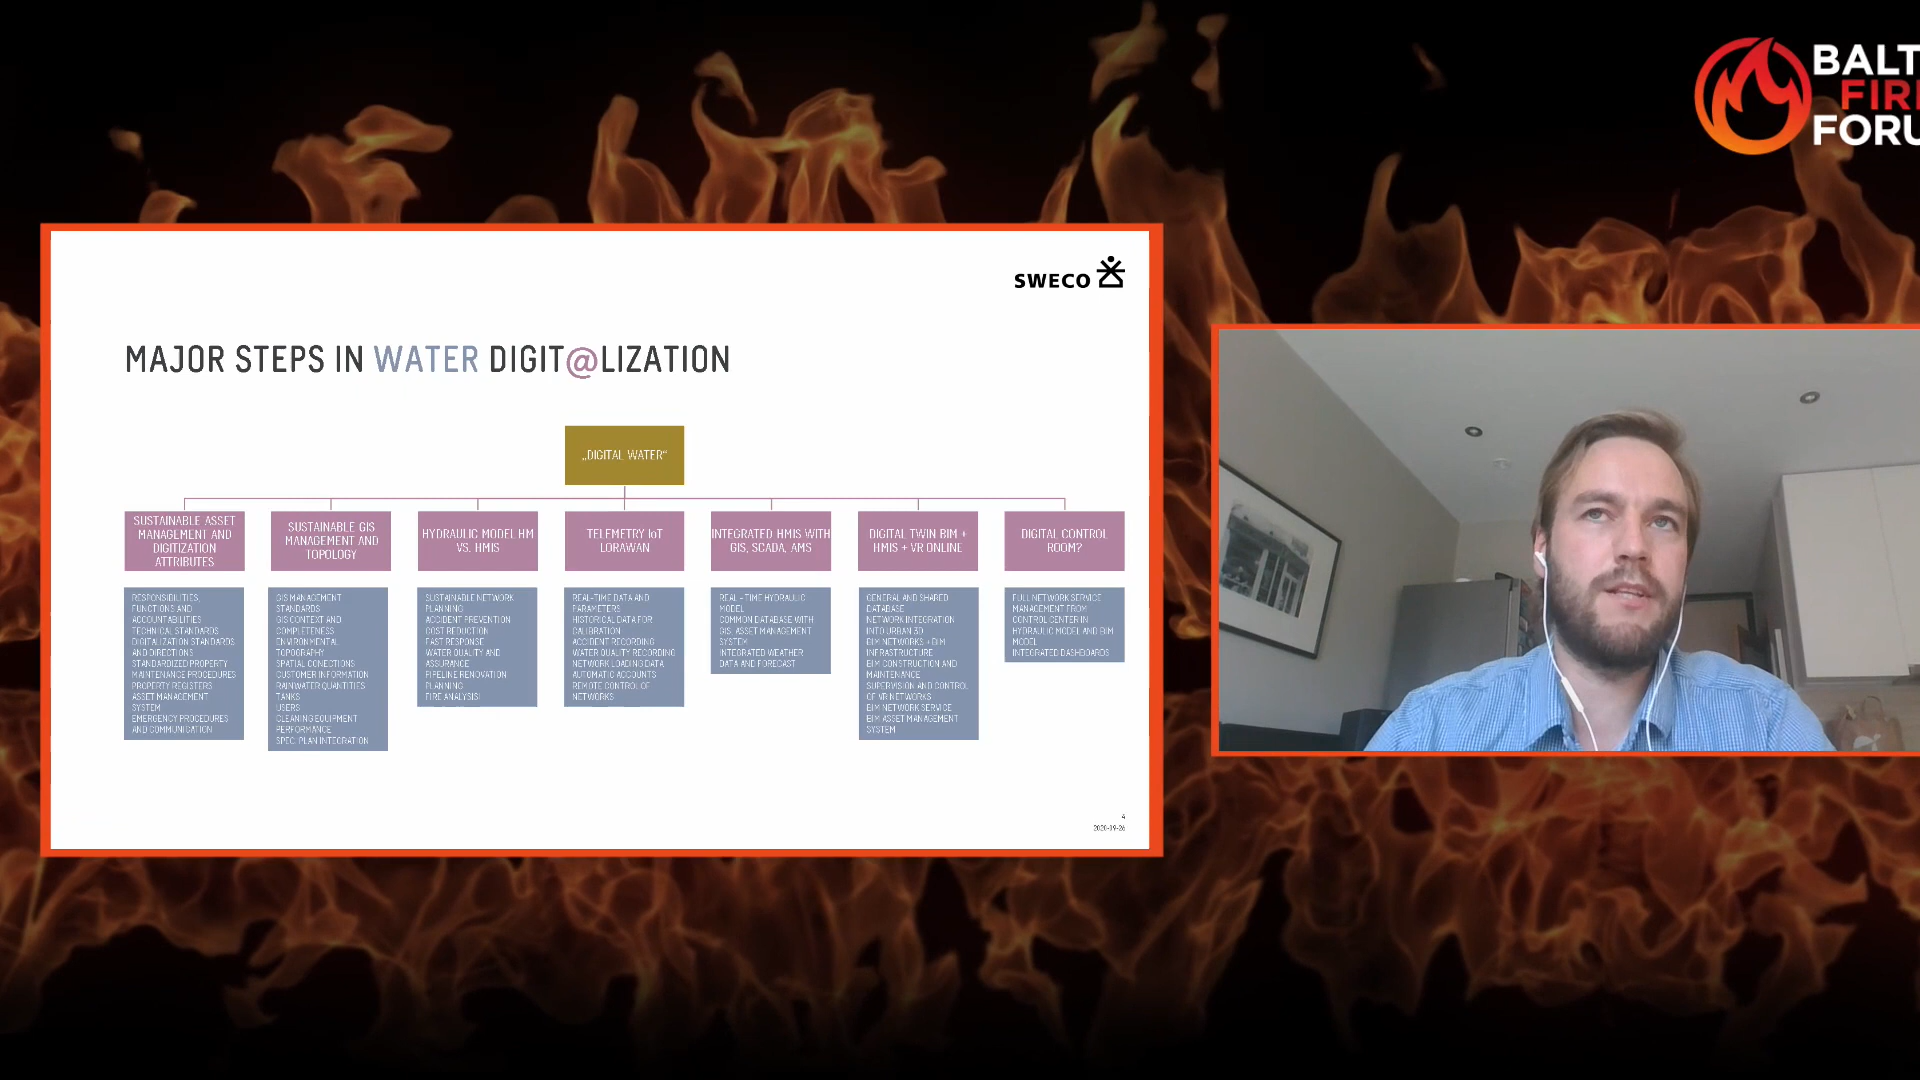 BALT
FIR
FORU
SWECO
MAJOR STEPS IN WATER DIGIT@LIZATION
„DIGITAL WATER“
SUSTAINABLE ASSET
MANAGEMENT AND
DIGITIZATION
ATTRIBUTES
RESPONSIBILITIES,
FUNCTIONS AND
ACCOUNTABILITIES
TECHNICAL STANDARDS
DIGITALIZATION STANDARDS
AND DIRECTIONS
STANDARDIZED PROPERTY
MAINTENANCE PROCEDURES
PROPERTY REGISTERS
ASSET MANAGEMENT
SYSTEM
EMERGENCY PROCEDURES
AND COMMUNICATION
SUSTAINABLE GIS
MANAGEMENT AND
TOPOLOGY
GIS MANAGEMENT
STANDARDS
GIS CONTEXT AND
COMPLETENESS
ENVIRONMENTAL
TOPOGRAPHY
SPATIAL CONECTIONS
CUSTOMER INFORMATION
RAINWATER QUANTITIES
TANKS
USERS
CLEANING EQUIPMENT
PERFORMANCE
SPEC. PLAN INTEGRATION
HYDRAULIC MODEL HM
VS. HMIS
SUSTAINABLE NETWORK
PLANNING
ACCIDENT PREVENTION
COST REDUCTION
FAST RESPONSE
WATER QUALITY AND
ASSURANCE
PIPELINE RENOVATION
PLANNING
FIRE ANALYSIS!
TELEMETRY IoT
LORAWAN
REAL-TIME DATA AND
PARAMETERS
HISTORICAL DATA FOR
CALIBRATION
ACCIDENT RECORDING
WATER QUALITY RECORDING
NETWORK LOADING DATA
AUTOMATIC ACCOUNTS
REMOTE CONTROL OF
NETWORKS
INTEGRATED HMIS WITH
GIS, SCADA, AMS
REAL - TIME HYDRAULIC
MODEL
COMMON DATABASE WITH
GIS, ASSET MANAGEMENT
SYSTEM
INTEGRATED WEATHER
DATA AND FORECAST
DIGITAL TWIN BIM +
HMIS + VR ONLINE
GENERAL AND SHARED
DATABASE
NETWORK INTEGRATION
INTO URBAN 3D
BIM NETWORKS + BIM
INFRASTRUCTURE
BIM CONSTRUCTION AND
MAINTENANCE
SUPERVISION AND CONTROL
OF VR NETWORKS
BIM NETWORK SERVICE
BIM ASSET MANAGEMENT
SYSTEM
DIGITAL CONTROL
ROOM?
FULL NETWORK SERVICE
MANAGEMENT FROM
CONTROL CENTER IN
HYDRAULIC MODEL AND BIM
MODEL
INTEGRATED DASHBOARDS
4
2020-09-26